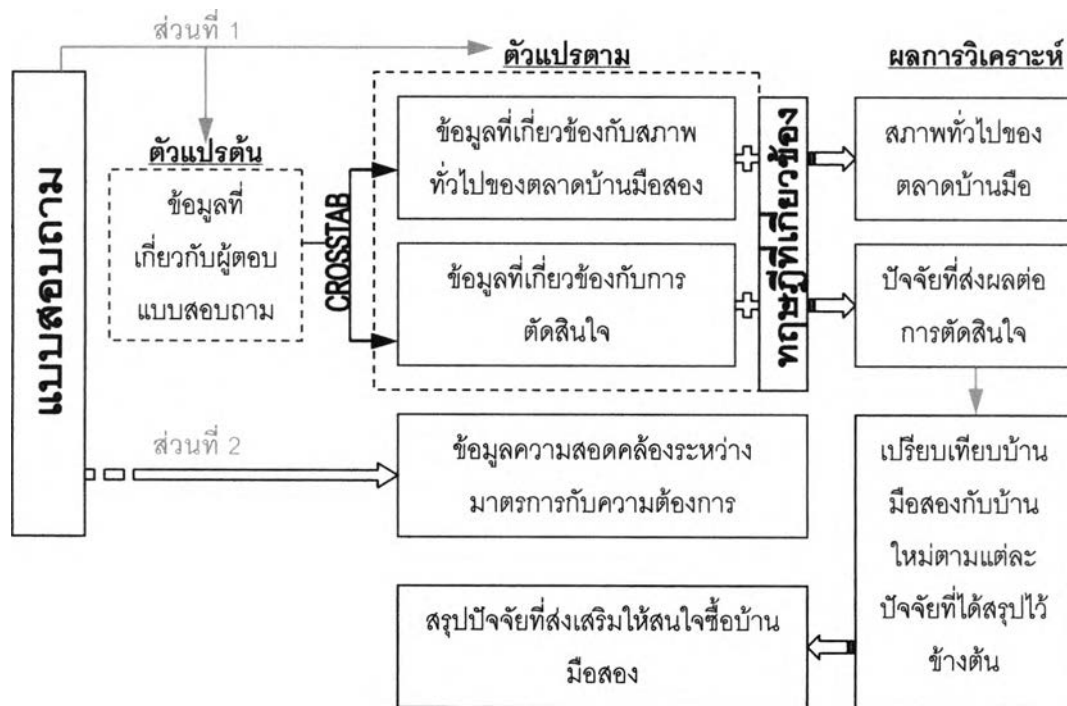 ส่วนที่ 1
ตัวแปรตาม
ผลการวิเคราะห์
แบบสอบถาม
ตัวแปรต้น
ข้อมูลที่
เกี่ยวกับผู้ตอบ
แบบสอบถาม
CROSSTAB
ข้อมูลที่เกี่ยวข้องกับสภาพ
ทั่วไปของตลาดบ้านมือสอง
ข้อมูลที่เกี่ยวข้องกับการ
ตัดสินใจ
ทฤษฎีที่เกี่ยวข้อง
สภาพทั่วไปของ
ตลาดบ้านมือ
ปัจจัยที่ส่งผลต่อ
การตัดสินใจ
ส่วนที่ 2
ข้อมูลความสอดคล้องระหว่าง
มาตรการกับความต้องการ
เปรียบเทียบบ้าน
มือสองกับบ้าน
ใหม่ตามแต่ละ
ปัจจัยที่ได้สรุปไว้
ข้างต้น
สรุปปัจจัยที่ส่งเสริมให้สนใจซื้อบ้าน
มือสอง